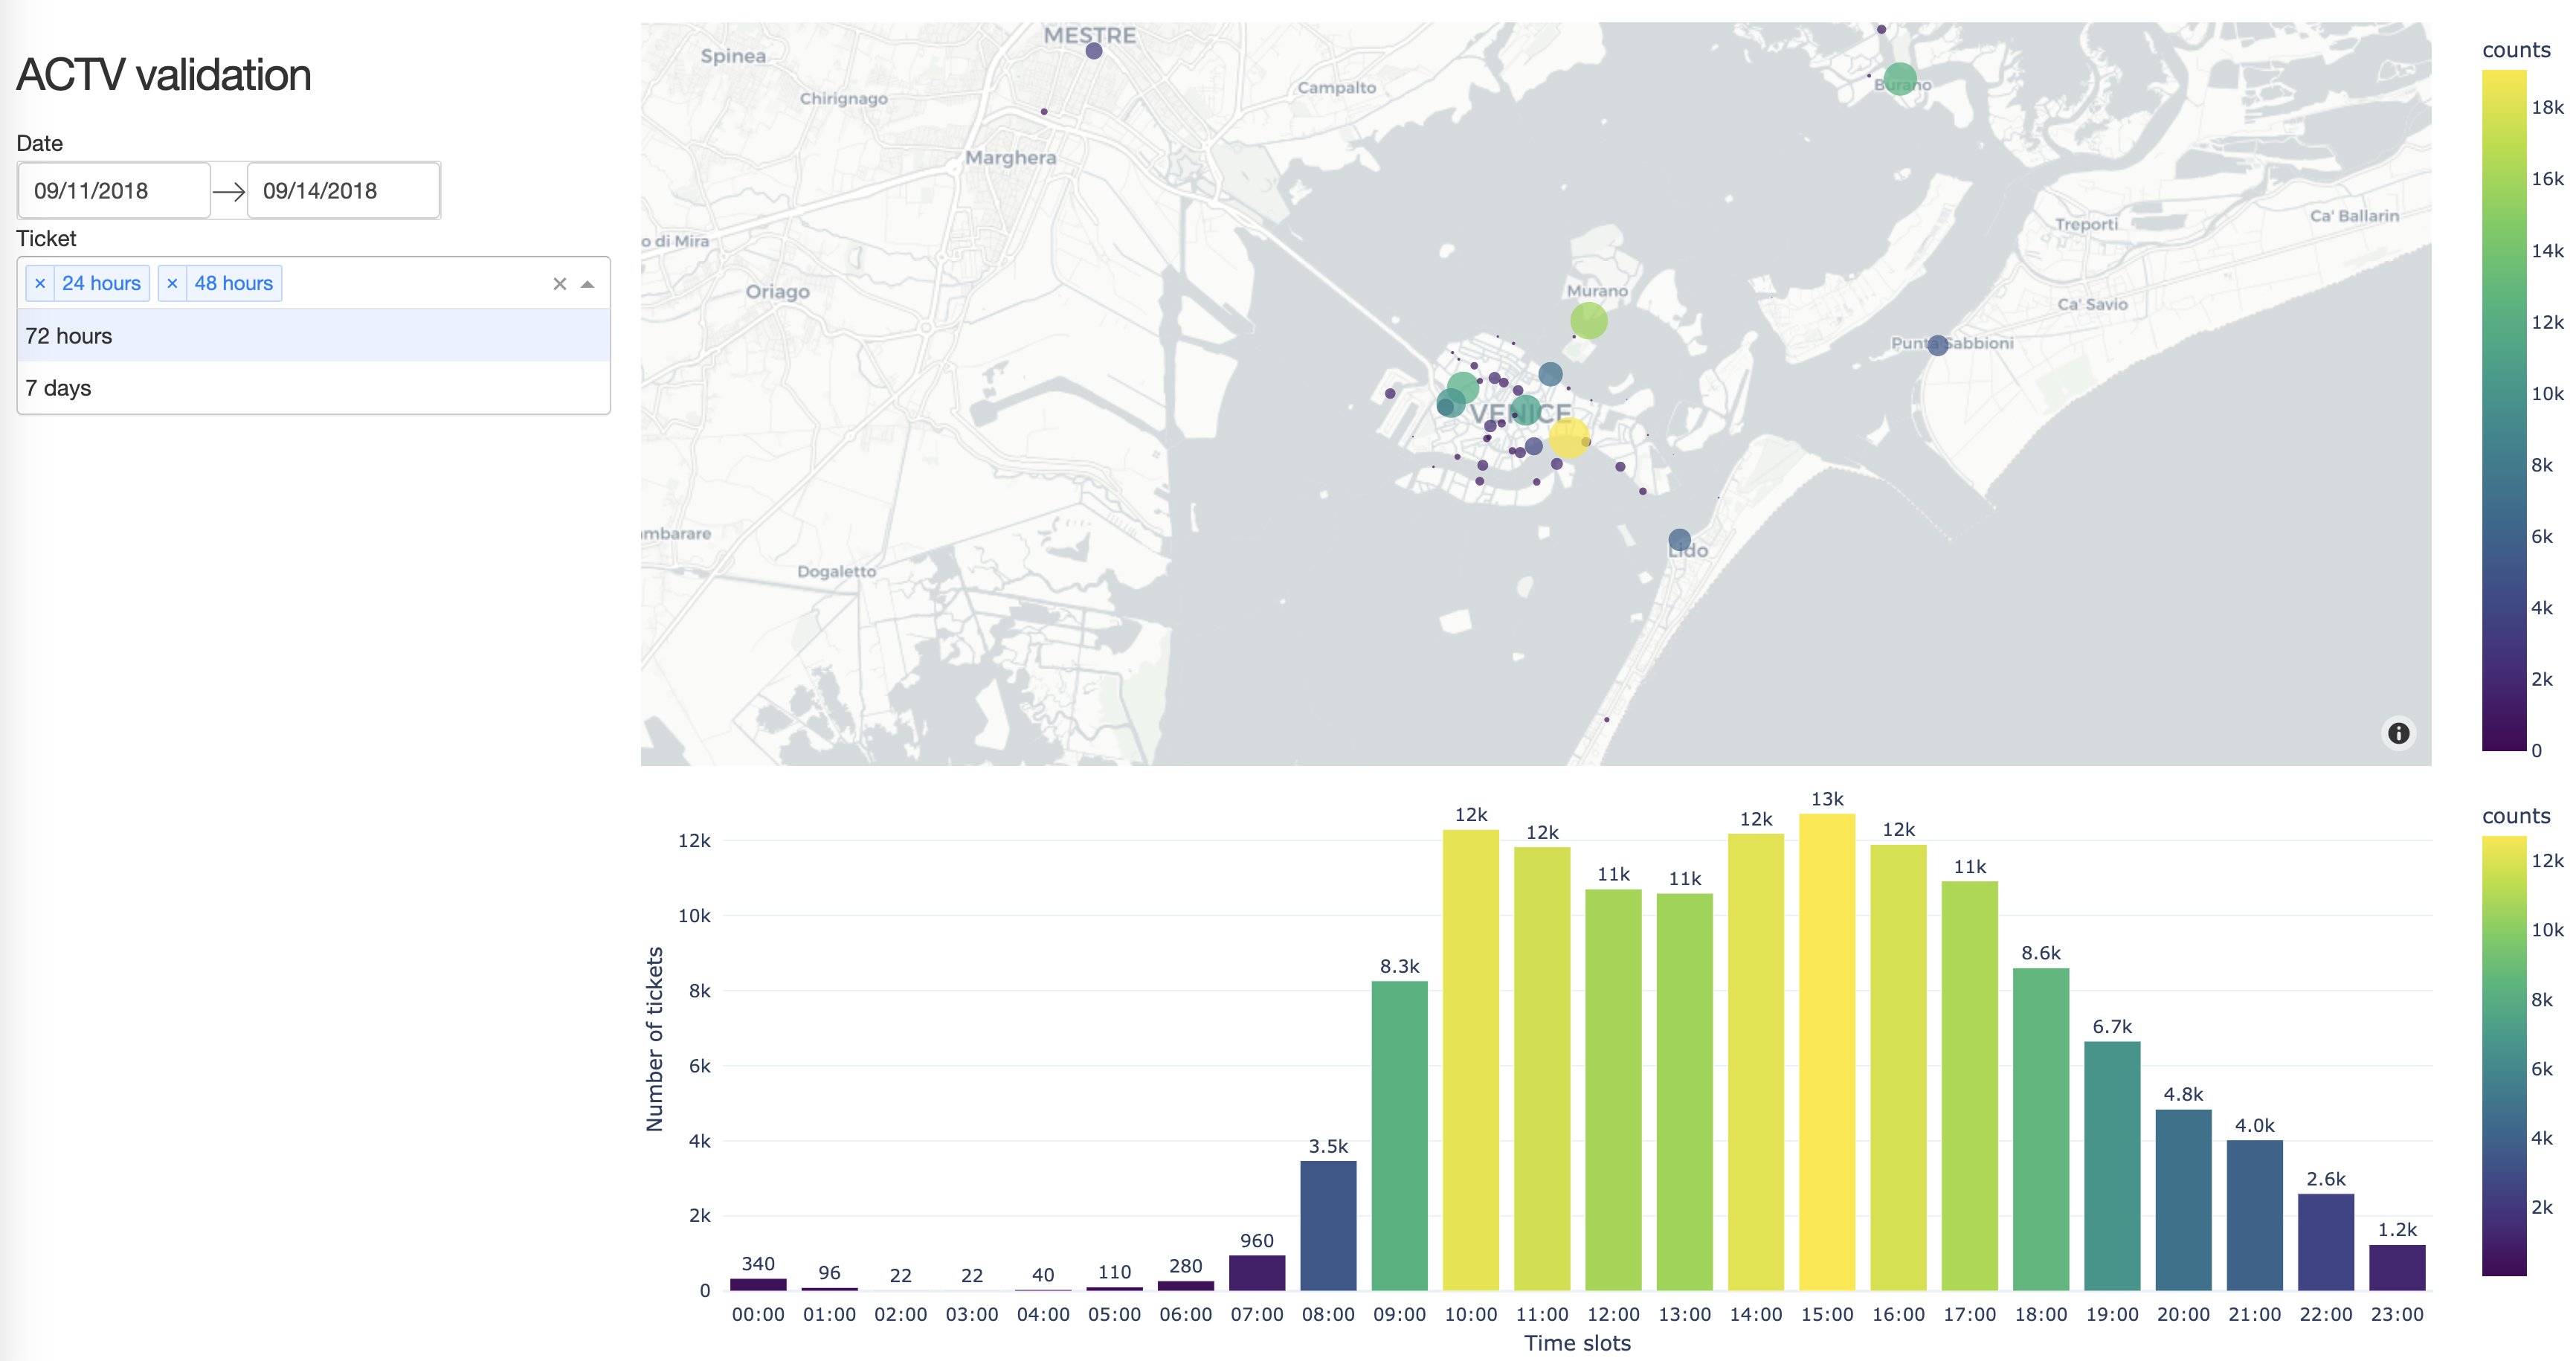 ACTV validation
Date
09/11/2018 → 09/14/2018
Ticket
× 24 hours × 48 hours
72 hours
7 days
MESTRE
Spinea
Chirignago
Campalto
Burano
Marghera
Treporti
Ca' Ballarin
o di Mira
Oriago
Murano
Ca' Savio
Punta Sabbioni
VENICE
mbarare
Lido
Dogaletto
counts
18k
16k
14k
12k
10k
8k
6k
4k
2k
0
counts
12k
10k
8k
6k
4k
2k
Number of tickets
12k
10k
8k
6k
4k
2k
0
340 96 22 22 40 110 280 960 3.5k 8.3k 12k 12k 11k 11k 12k 13k 12k 11k 8.6k 6.7k 4.8k 4.0k 2.6k 1.2k
00:00 01:00 02:00 03:00 04:00 05:00 06:00 07:00 08:00 09:00 10:00 11:00 12:00 13:00 14:00 15:00 16:00 17:00 18:00 19:00 20:00 21:00 22:00 23:00
Time slots